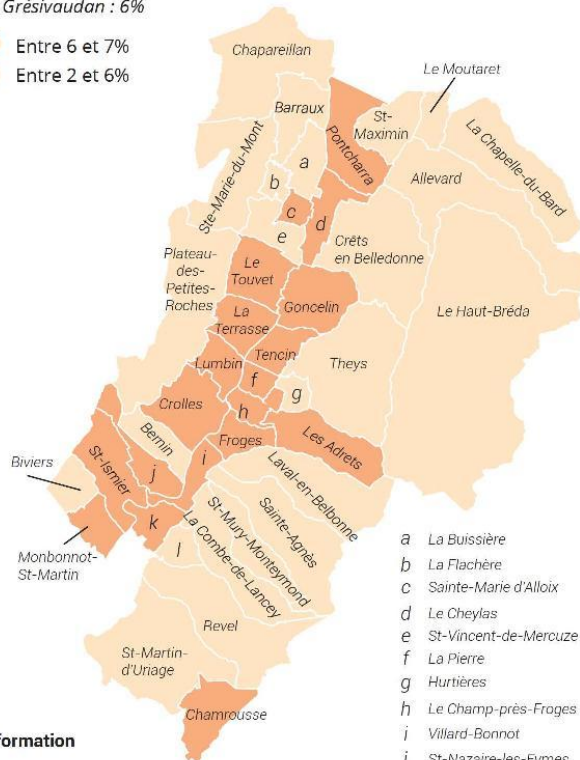 Grésivaudan : 6%
Entre 6 et 7%
Entre 2 et 6%
Chapareillan
Le Moutaret
Barraux
St-
Maximin
Pontcharra
La Chapelle-du-Bard
Ste-Marie-du-Mont
a
b
Allevard
c
d
e
Crêts
en Belledonne
Plateau-
des-
Petites-
Roches
Le
Touvet
Goncelin
Le Haut-Bréda
La
Terrasse
Tencin
Lumbin
Theys
f
g
Crolles
h
Bernin
Froges
Les Adrets
i
St-Ismier
j
Biviers
Laval-en-Belbonne
k
Sainte-Agnès
St-Mury-Monteymond
La Combe-de-Lancey
l
Monbonnot-
St-Martin
Revel
St-Martin-
d'Uriage
Chamrousse
a La Buissière
b La Flachère
c Sainte-Marie d'Alloix
d Le Cheylas
e St-Vincent-de-Mercuze
f La Pierre
g Hurtières
h Le Champ-près-Froges
i Villard-Bonnot
j St-Nazaire-les-Eymes
formation